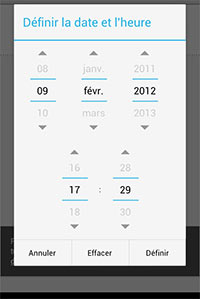 Définir la date et l'heure
08 janv. 2011
09 févr. 2012
10 mars 2013
16 28
17 : 29
18 30
Annuler Effacer Définir